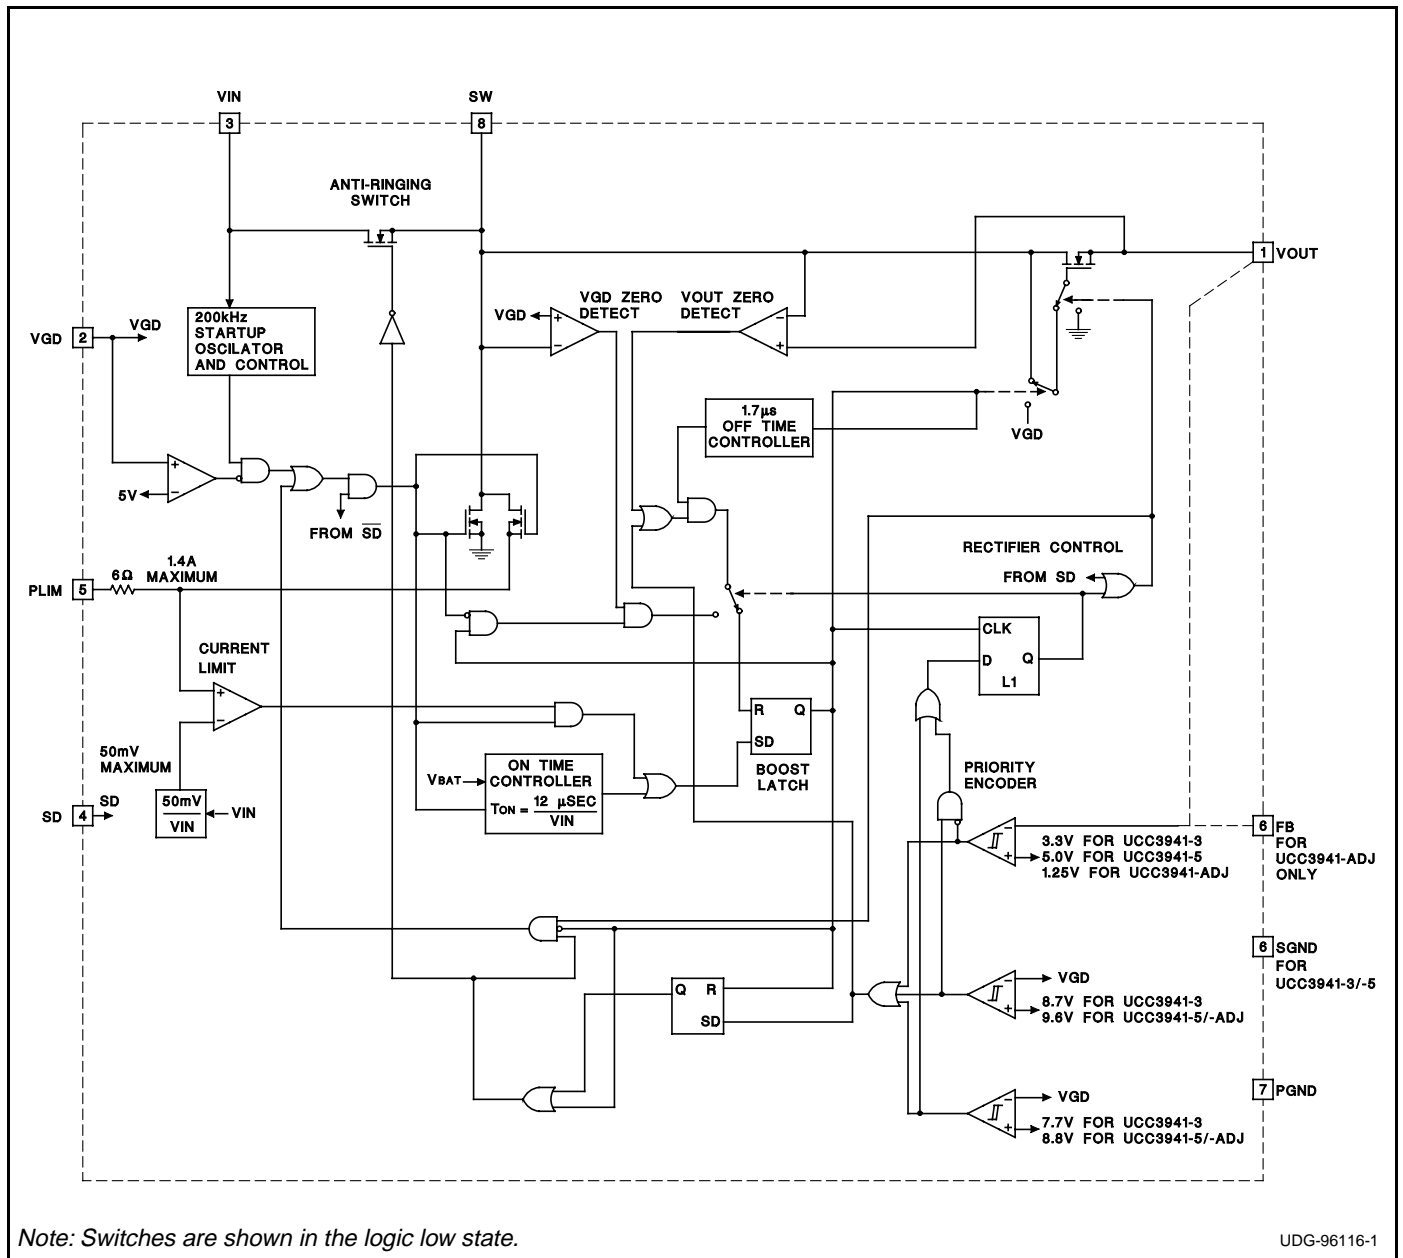 VIN
SW
3
8
ANTI-RINGING
SWITCH
1
VOUT
VGD
2
VGD
200kHz
STARTUP
OSCILATOR
AND CONTROL
VGD
+
−
VGD ZERO
DETECT
VOUT ZERO
DETECT
−
+
1.7µs
OFF TIME
CONTROLLER
VGD
+
−
5V
FROM SD
RECTIFIER CONTROL
FROM SD
PLIM
5
6Ω
1.4A
MAXIMUM
CLK
D
Q
L1
CURRENT
LIMIT
+
−
R
Q
SD
BOOST
LATCH
50mV
MAXIMUM
50mV
VIN
VIN
SD
4
SD
VBAT
ON TIME
CONTROLLER
TON = 12 µSEC
VIN
PRIORITY
ENCODER
−
+
3.3V FOR UCC3941-3
5.0V FOR UCC3941-5
1.25V FOR UCC3941-ADJ
6
FB
FOR
UCC3941-ADJ
ONLY
6
SGND
FOR
UCC3941-3/-5
Q
R
SD
−
+
VGD
8.7V FOR UCC3941-3
9.6V FOR UCC3941-5/-ADJ
7
PGND
−
+
VGD
7.7V FOR UCC3941-3
8.8V FOR UCC3941-5/-ADJ
Note: Switches are shown in the logic low state.
UDG-96116-1